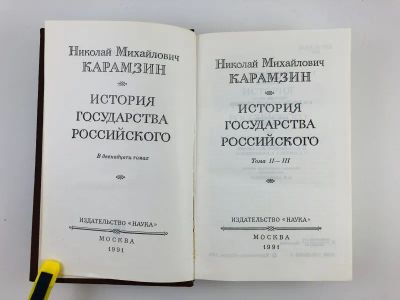 Николай Михайлович
КАРАМЗИН
ИСТОРИЯ
ГОСУДАРСТВА
РОССИЙСКОГО
В двенадцати томах
ИЗДАТЕЛЬСТВО «НАУКА»
МОСКВА
1991
Николай Михайлович
КАРАМЗИН
ИСТОРИЯ
ГОСУДАРСТВА
РОССИЙСКОГО
Тома II—III
ИЗДАТЕЛЬСТВО «НАУКА»
МОСКВА
1991